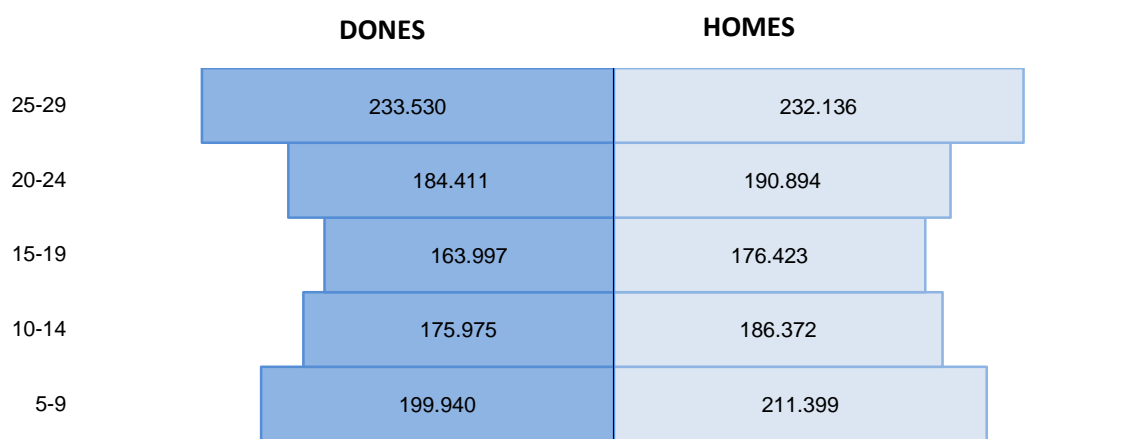 DONES HOMES
25-29 233.530 232.136
20-24 184.411 190.894
15-19 163.997 176.423
10-14 175.975 186.372
5-9 199.940 211.399